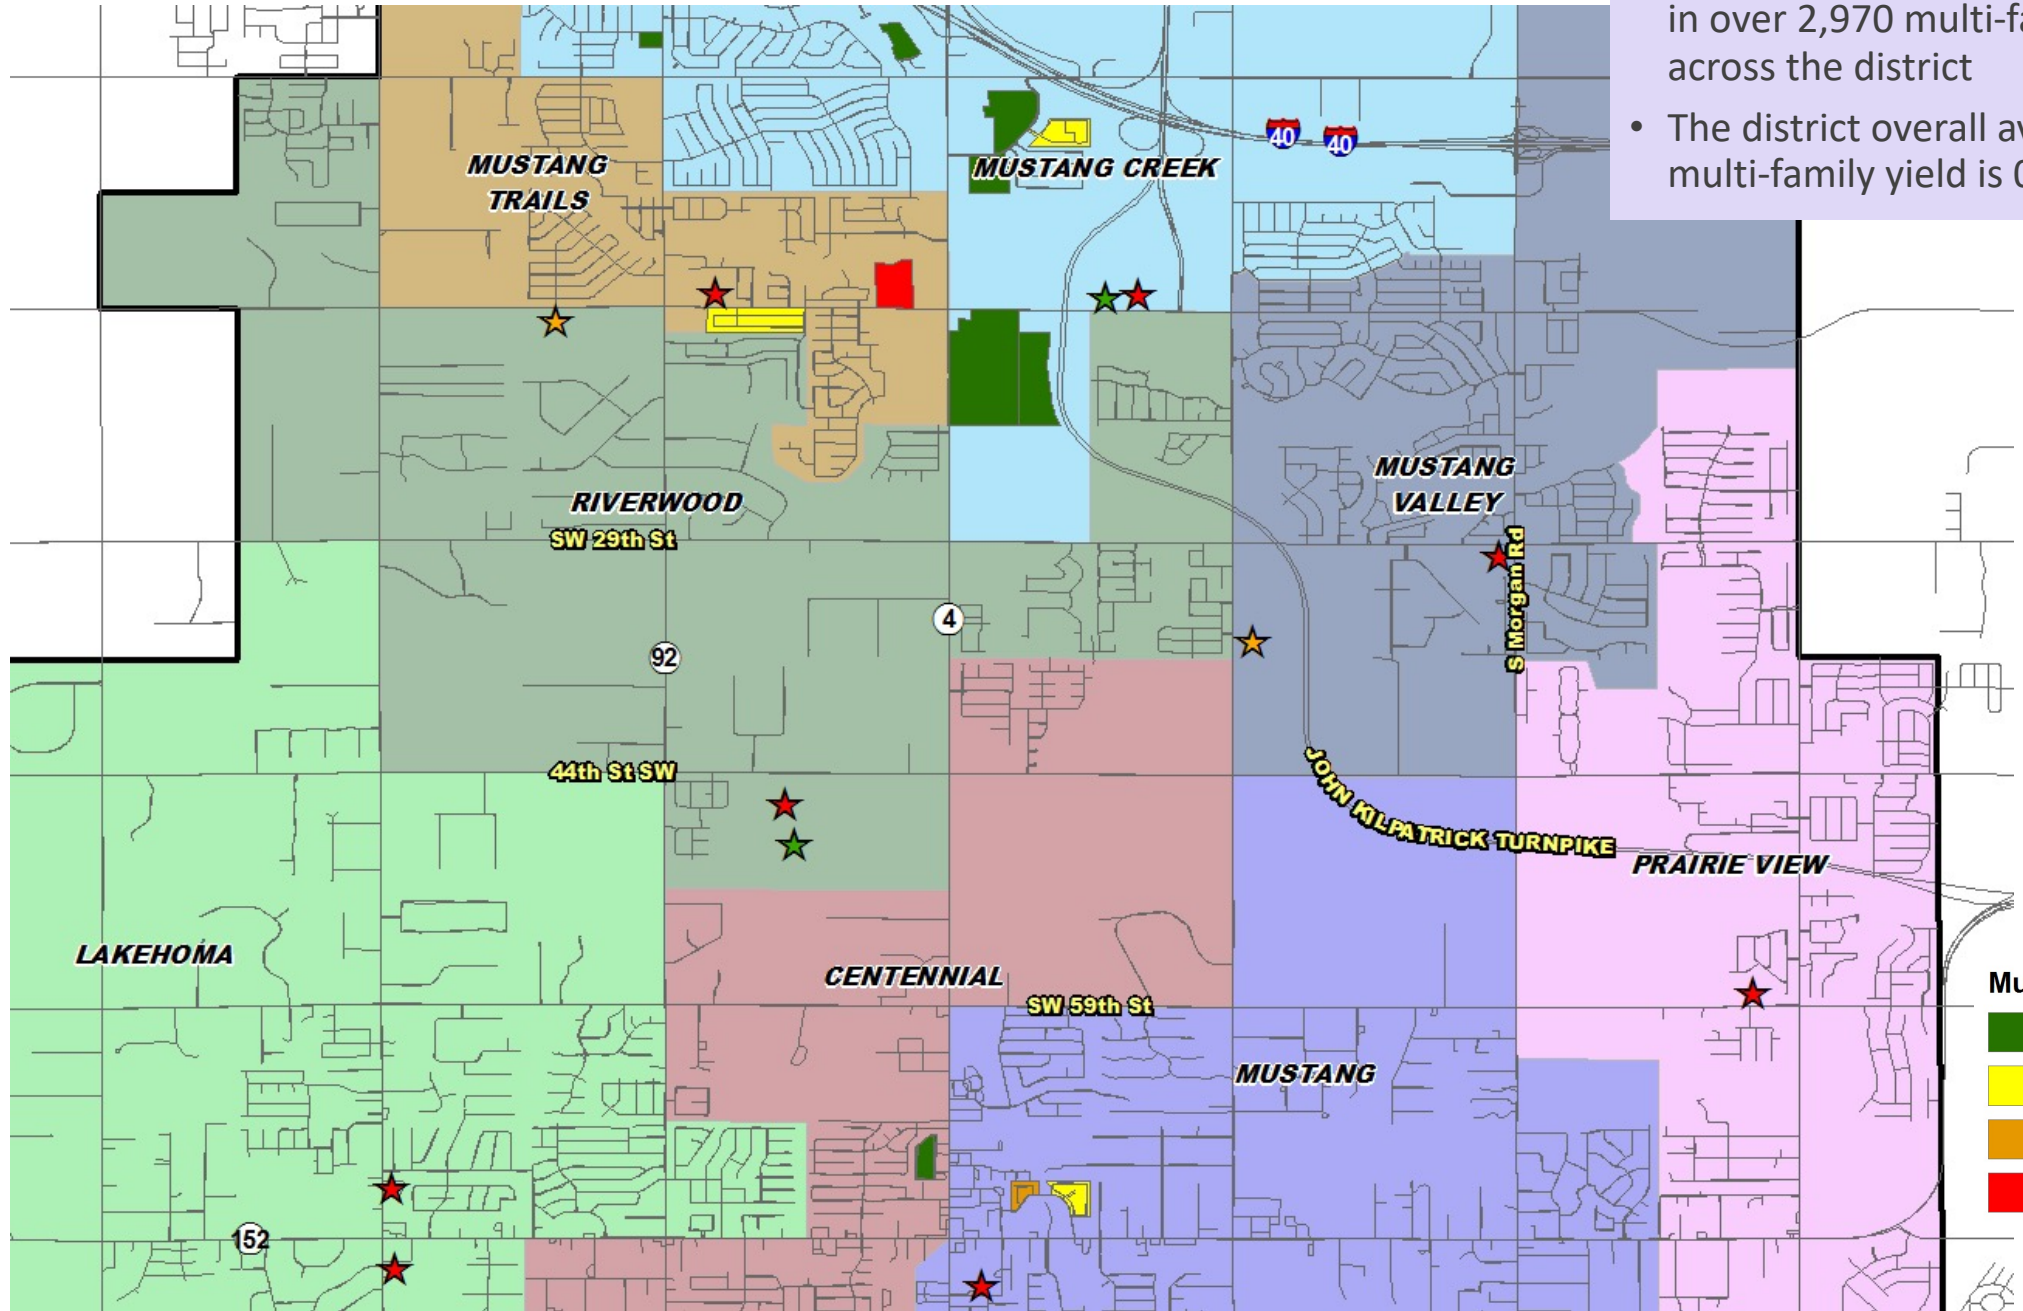 in over 2,970 multi-fa
across the district
• The district overall av
multi-family yield is 0
40
40
MUSTANG
TRAILS
MUSTANG CREEK
MUSTANG
VALLEY
RIVERWOOD
SW 29th St
S Morgan Rd
4
92
44th St SW
JOHN KILPATRICK TURNPIKE
PRAIRIE VIEW
LAKEHOMA
CENTENNIAL
SW 59th St
Mu
MUSTANG
152